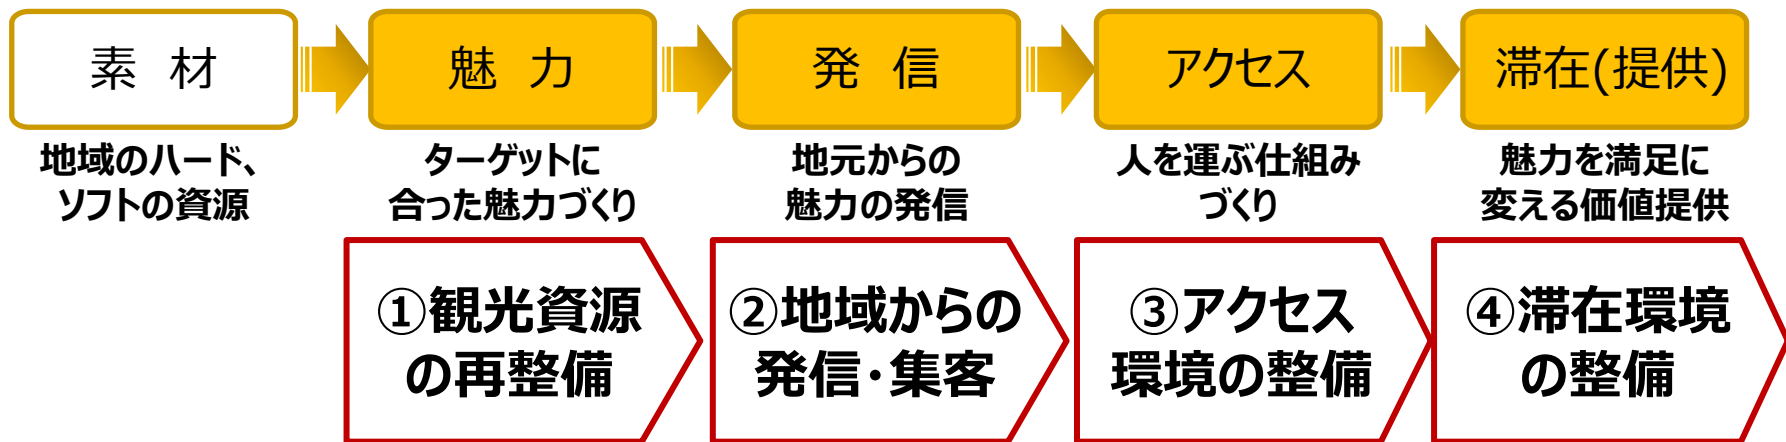 素 材
魅 力
発 信
アクセス
滞在(提供)
地域のハード、
ソフトの資源
ターゲットに
合った魅力づくり
地元からの
魅力の発信
人を運ぶ仕組み
づくり
魅力を満足に
変える価値提供
①観光資源
の再整備
②地域からの
発信・集客
③アクセス
環境の整備
④滞在環境
の整備